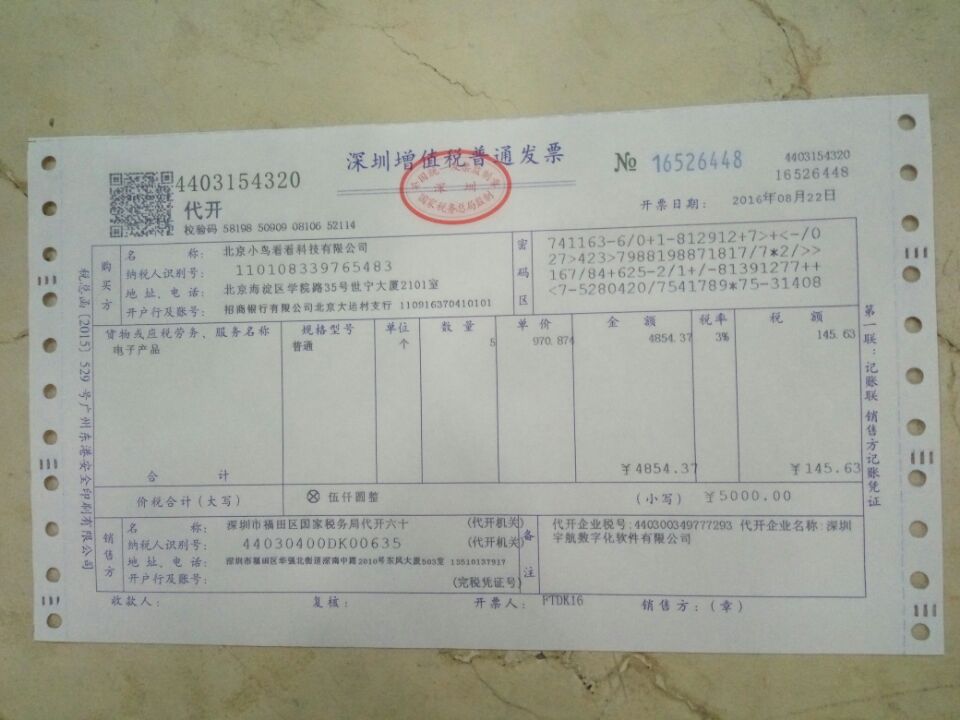 深圳增值税普通发票
全国统一发票监制章
深 圳
国家税务总局监制
4403154320
代开
校验码 58198 50909 08106 52114
№ 16526448
4403154320
16526448
开票日期: 2016年08月22日
购买方
名 称: 北京小鸟看看科技有限公司
纳税人识别号: 110108339765483
地 址、电 话: 北京海淀区学院路35号世宁大厦2101室
开户行及账号: 招商银行有限公司北京大运村支行 110916370410101
密码区
741163-6/0+1-812912+7>+<-/0
27>423>7988198871817/7*2/>>
167/84+625-2/1+/-81391277++
<7-5280420/7541789*75-31408
货物或应税劳务、服务名称 规格型号 单位 数 量 单 价 金 额 税率 税 额
电子产品 普通 个 5 970.874 4854.37 3% 145.63
合 计 ￥4854.37 ￥145.63
价税合计(大写) ⊗ 伍仟圆整 (小写) ￥5000.00
销售方
名 称: 深圳市福田区国家税务局代开六十 (代开机关)
纳税人识别号: 44030400DK00635 (代开机关)
地 址、电 话: 深圳市福田区华强北街道深南中路2010号东风大厦503室 13510137917
开户行及账号: (完税凭证号)
备注
代开企业税号:440300349777293 代开企业名称:深圳
宇航数字化软件有限公司
收款人: 复核: 开票人: FTDK16 销售方:(章)
税总函〔2015〕529号广州东港安全印刷有限公司
第一联:记账联 销售方记账凭证